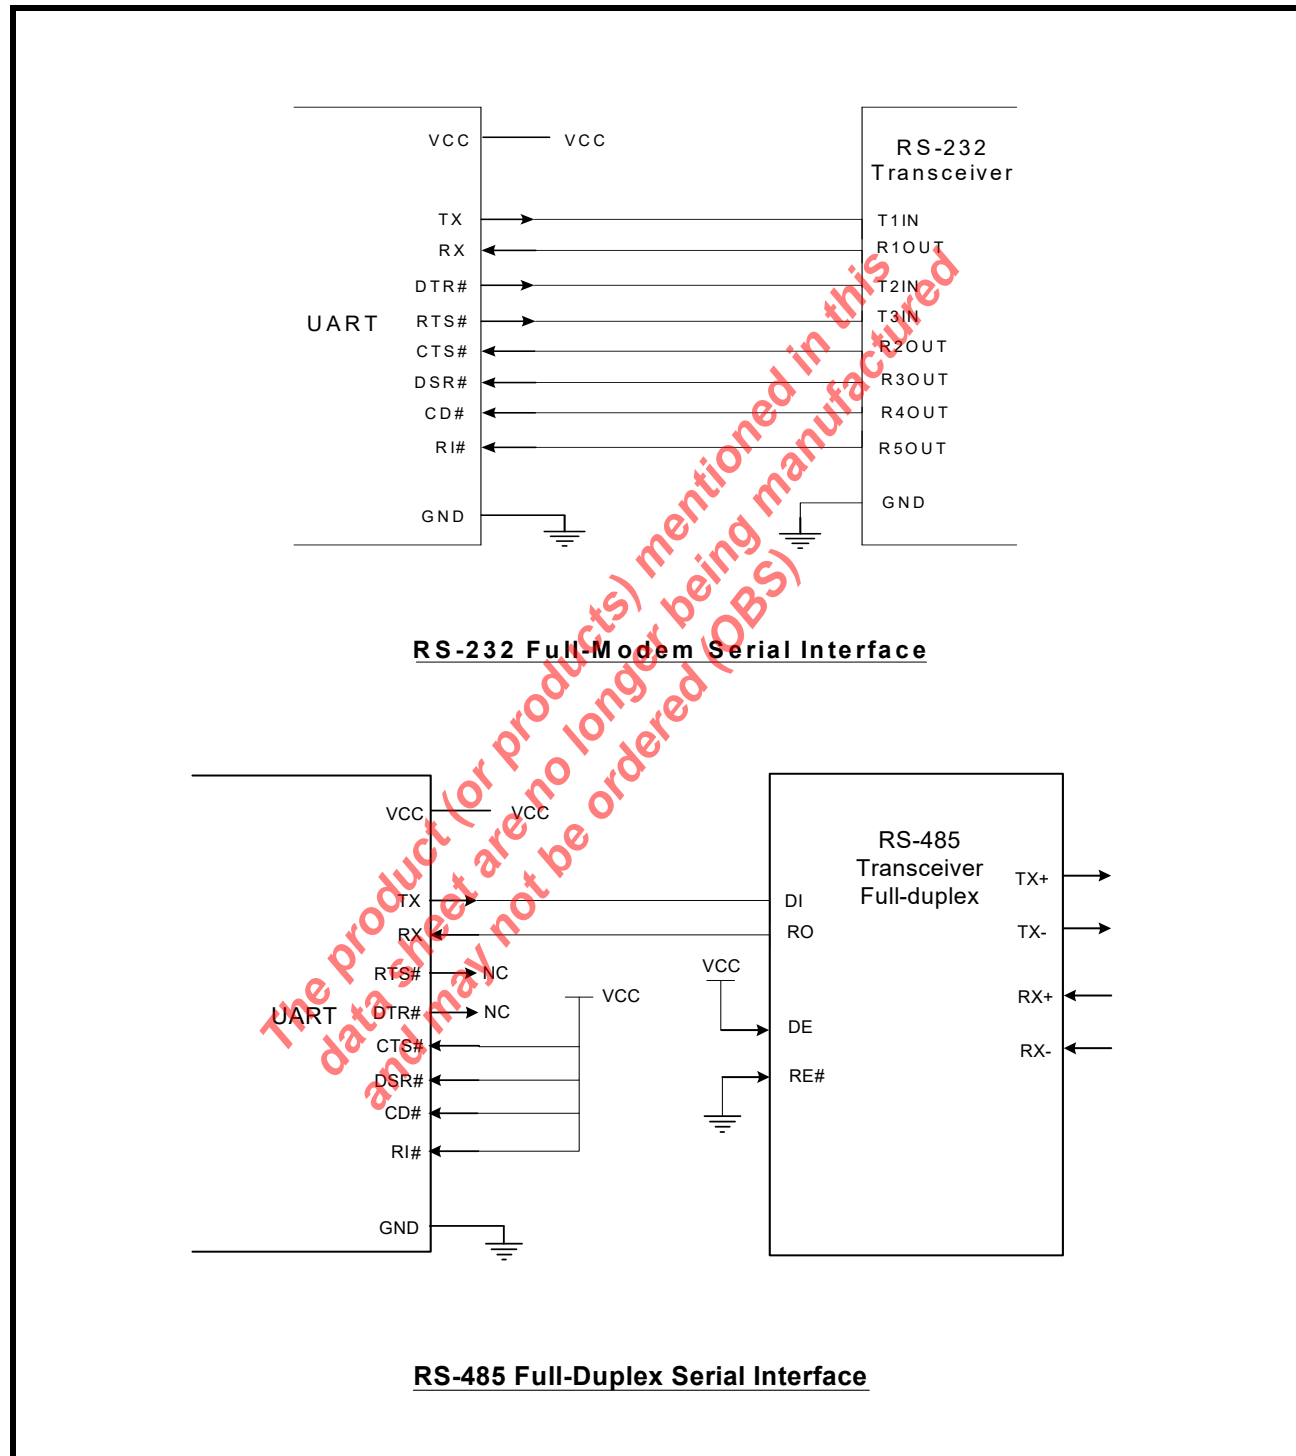 VCC
VCC
RS-232
Transceiver
TX
T1IN
RX
R1OUT
DTR#
T2IN
UART
RTS#
T3IN
CTS#
R2OUT
DSR#
R3OUT
CD#
R4OUT
RI#
R5OUT
GND
GND
RS-232 Full-Modem Serial Interface
The product (or products) mentioned in this
data sheet are no longer being manufactured
and may not be ordered (OBS)
VCC
VCC
RS-485
Transceiver
Full-duplex
TX+
TX
DI
RX
RO
TX-
RTS#
NC
VCC
VCC
RX+
UART
DTR#
NC
DE
CTS#
RX-
DSR#
RE#
CD#
RI#
GND
RS-485 Full-Duplex Serial Interface